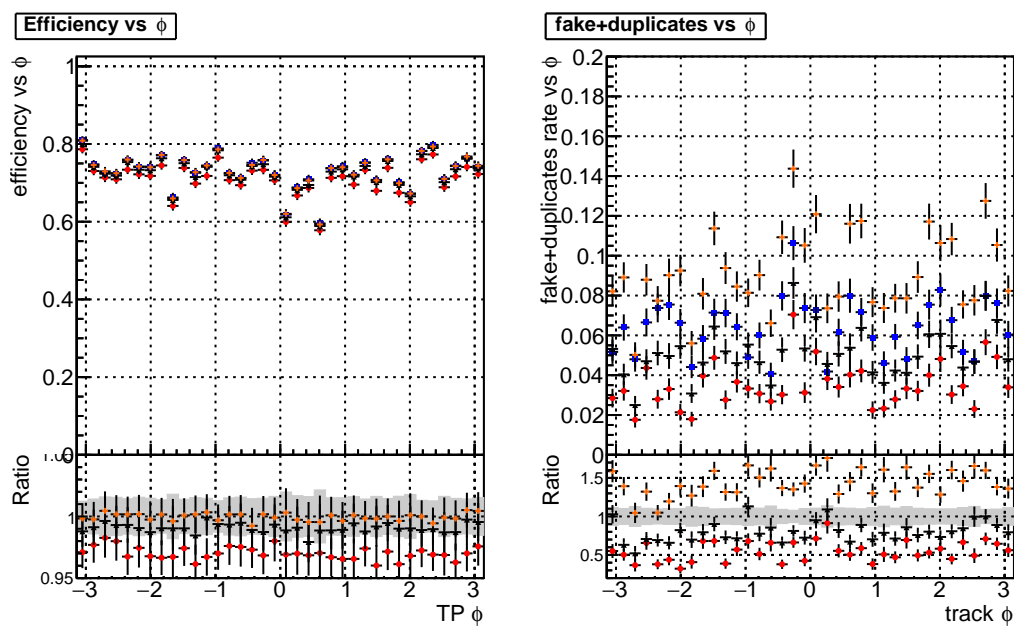 Efficiency vs ϕ
efficiency vs ϕ
1
0.8
0.6
0.4
0.2
0
Ratio
1
0.95
−3 −2 −1 0 1 2 3
TP ϕ
fake+duplicates vs ϕ
fake+duplicates rate vs ϕ
0.2
0.18
0.16
0.14
0.12
0.1
0.08
0.06
0.04
0.02
0
Ratio
1.5
1
0.5
−3 −2 −1 0 1 2 3
track ϕ